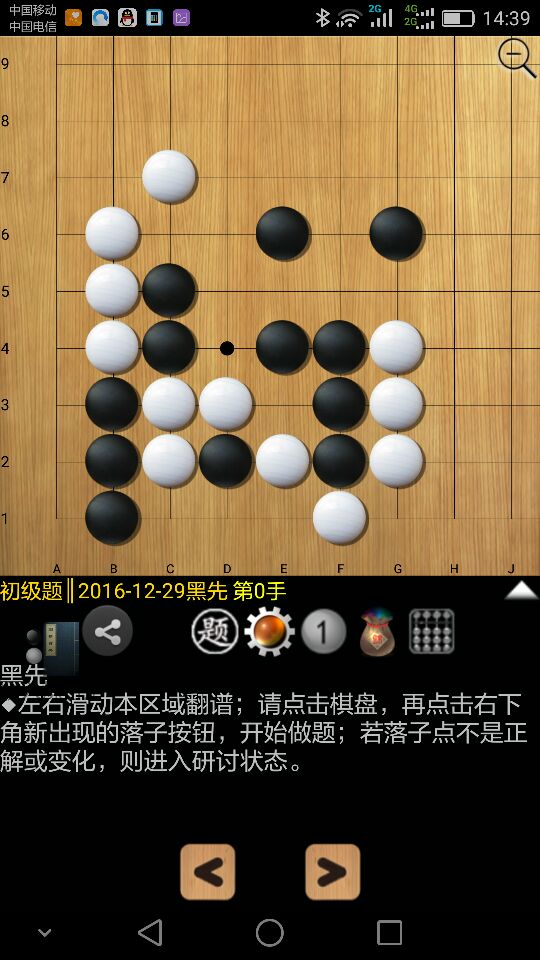 中国移动
中国电信
2G
4G
2G
14:39
9
8
7
6
5
4
3
2
1
A B C D E F G H J
初级题‖2016-12-29黑先 第0手
题
1
黑先
◆左右滑动本区域翻谱；请点击棋盘，再点击右下
角新出现的落子按钮，开始做题；若落子点不是正
解或变化，则进入研讨状态。